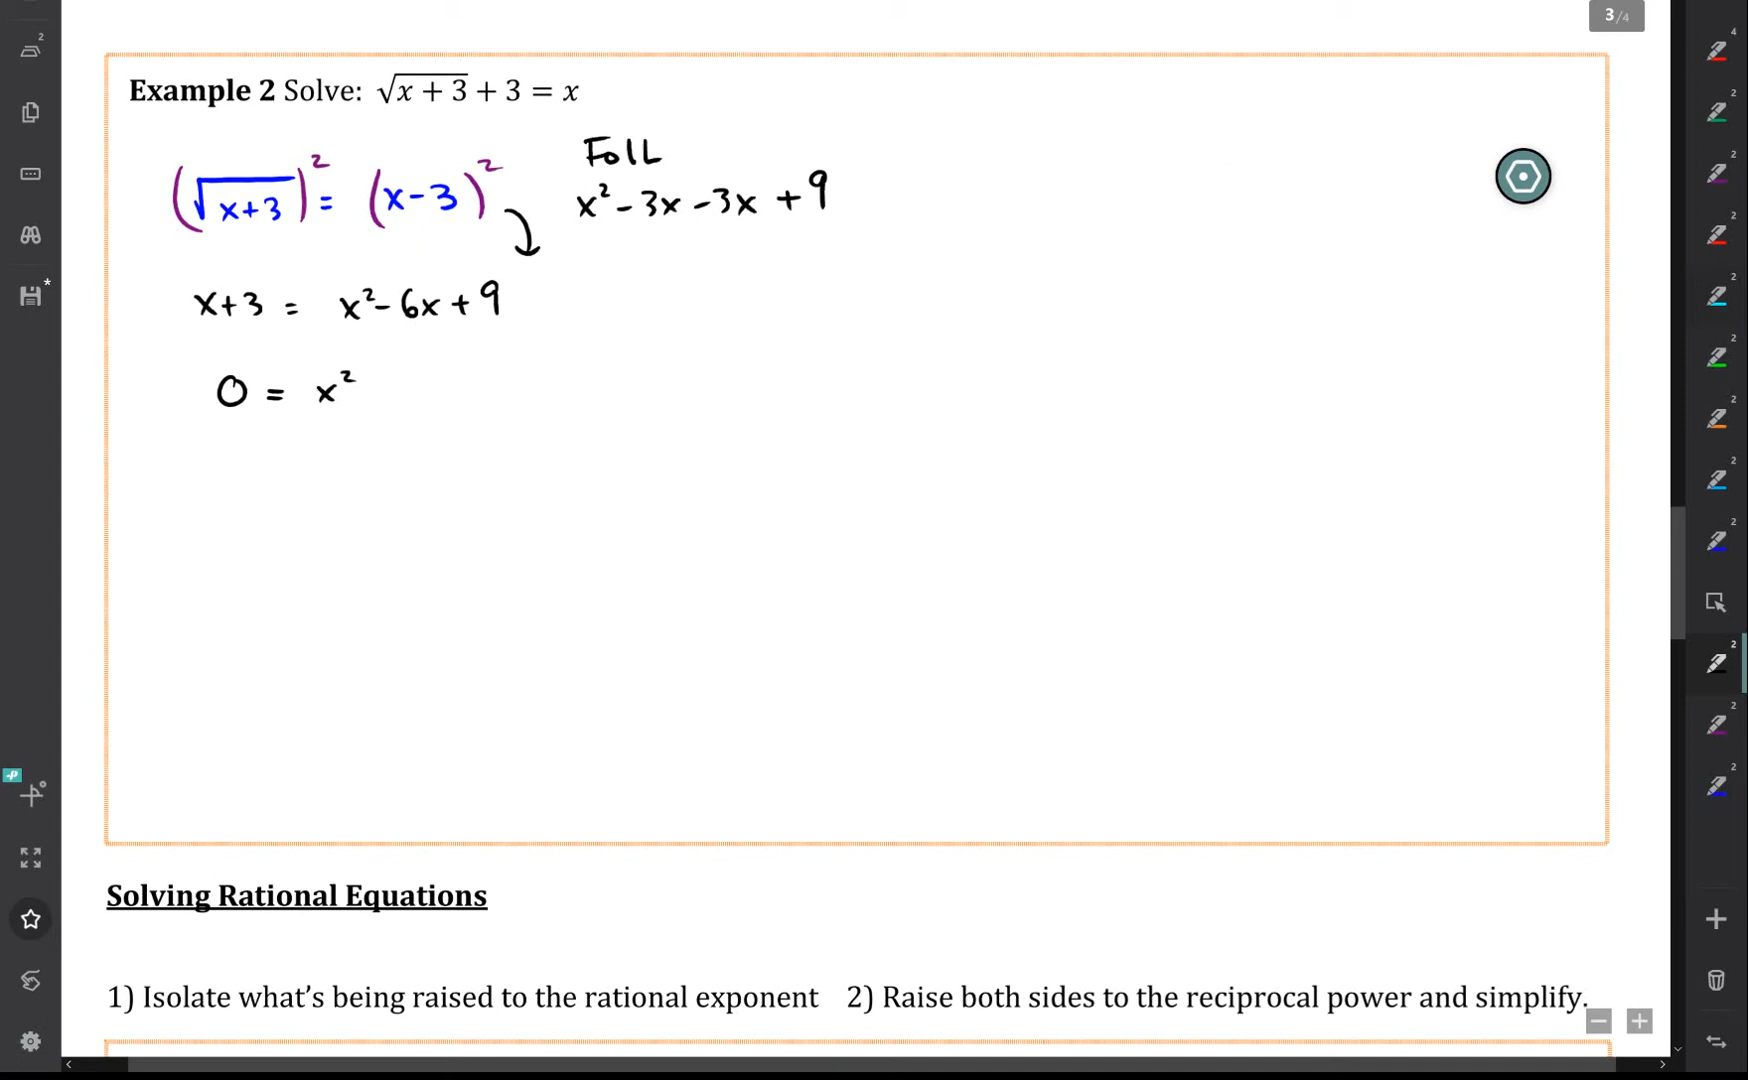 3/4
Example 2 Solve: √(x + 3) + 3 = x
FOIL
(√(x+3))² = (x-3)² x² - 3x - 3x + 9
x+3 = x² - 6x + 9
0 = x²
Solving Rational Equations
1) Isolate what's being raised to the rational exponent 2) Raise both sides to the reciprocal power and simplify.